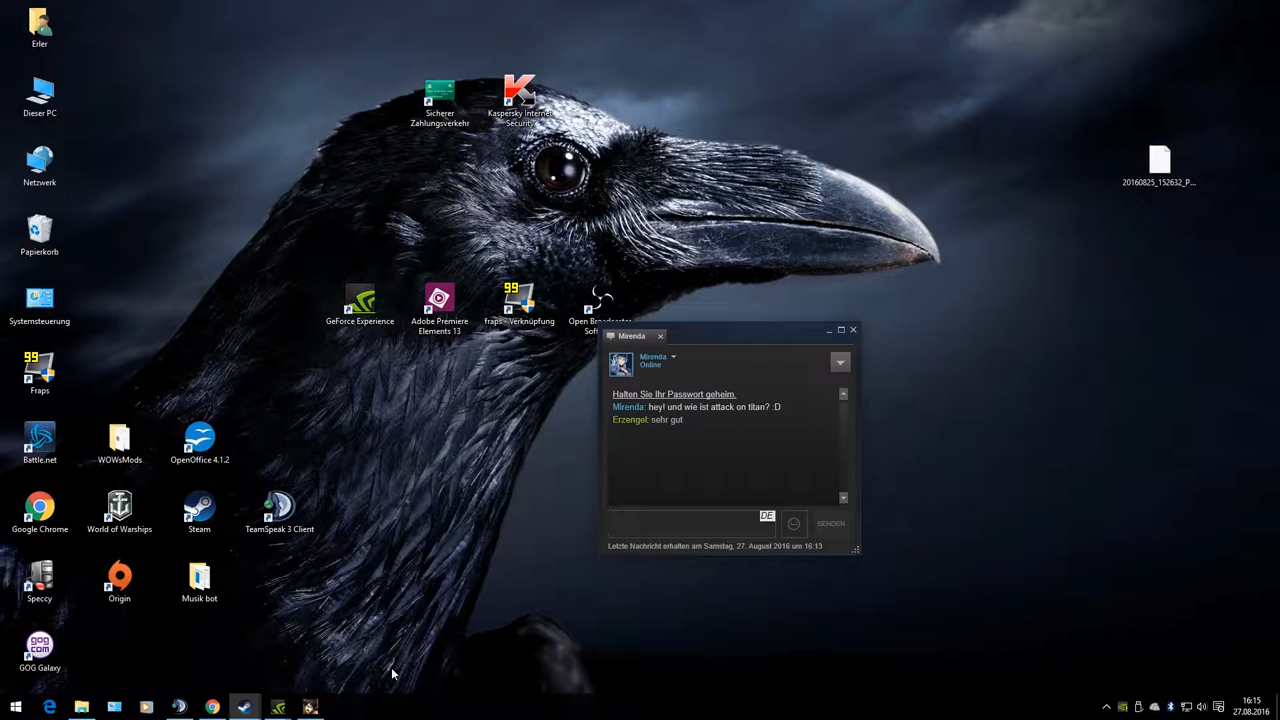 Erler
Dieser PC
Netzwerk
Papierkorb
Systemsteuerung
99
Fraps
Battle.net
WOWsMods
OpenOffice 4.1.2
Google Chrome
World of Warships
Steam
TeamSpeak 3 Client
Speccy
Origin
Musik bot
gog
com
GOG Galaxy
Sicherer
Zahlungsverkehr
Kaspersky Internet
Security
GeForce Experience
Adobe Premiere
Elements 13
99
fraps - Verknüpfung
Open Broadcaster
20160825_152632_P...
Mirenda
Mirenda
Online
Halten Sie Ihr Passwort geheim.
Mirenda: hey! und wie ist attack on titan? :D
Erzengel: sehr gut
DE
SENDEN
Letzte Nachricht erhalten am Samstag, 27. August 2016 um 16:13
16:15
27.08.2016